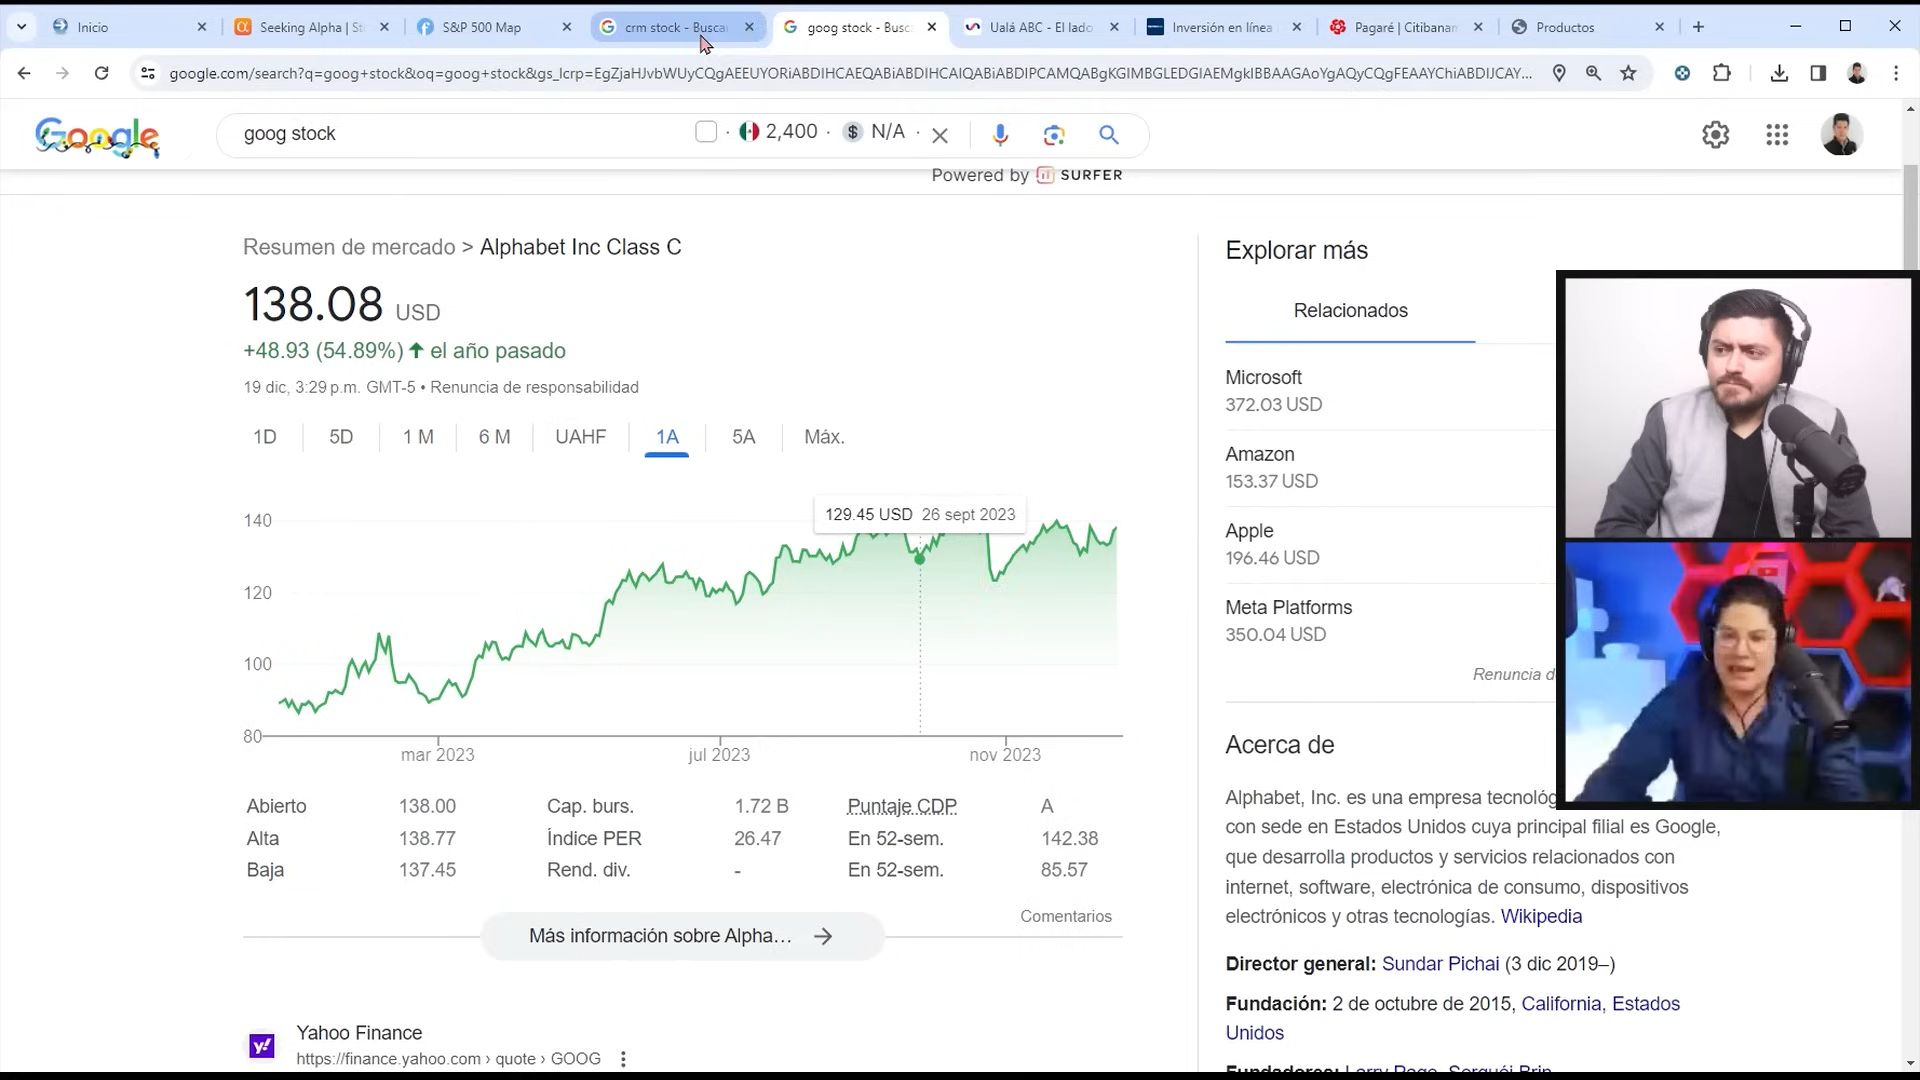 Inicio
Seeking Alpha | St
S&P 500 Map
crm stock - Busca
goog stock - Busca
Ualá ABC - El lado
Inversión en línea
Pagaré | Citibanam
Productos
google.com/search?q=goog+stock&oq=goog+stock&gs_lcrp=EgZjaHJvbWUyCQgAEEUYORiABDIHCAEQABiABDIHCAIQABiABDIPCAMQABgKGIMBGLEDGIAEMgkIBBAAGAoYgAQyCQgFEAAYChiABDIJCAY...
Google
goog stock
2,400 · N/A ·
Powered by SURFER
Resumen de mercado > Alphabet Inc Class C
138.08 USD
+48.93 (54.89%) el año pasado
19 dic, 3:29 p.m. GMT-5 • Renuncia de responsabilidad
1D
5D
1 M
6 M
UAHF
1A
5A
Máx.
129.45 USD 26 sept 2023
140
120
100
80
mar 2023
jul 2023
nov 2023
Abierto 138.00 Cap. burs. 1.72 B Puntaje CDP A
Alta 138.77 Índice PER 26.47 En 52-sem. 142.38
Baja 137.45 Rend. div. - En 52-sem. 85.57
Comentarios
Más información sobre Alpha... →
Yahoo Finance
https://finance.yahoo.com › quote › GOOG
Explorar más
Relacionados
Microsoft
372.03 USD
Amazon
153.37 USD
Apple
196.46 USD
Meta Platforms
350.04 USD
Renuncia d
Acerca de
Alphabet, Inc. es una empresa tecnológ
con sede en Estados Unidos cuya principal filial es Google,
que desarrolla productos y servicios relacionados con
internet, software, electrónica de consumo, dispositivos
electrónicos y otras tecnologías. Wikipedia
Director general: Sundar Pichai (3 dic 2019–)
Fundación: 2 de octubre de 2015, California, Estados
Unidos
Fundadores: Larry Page, Serguéi Brin